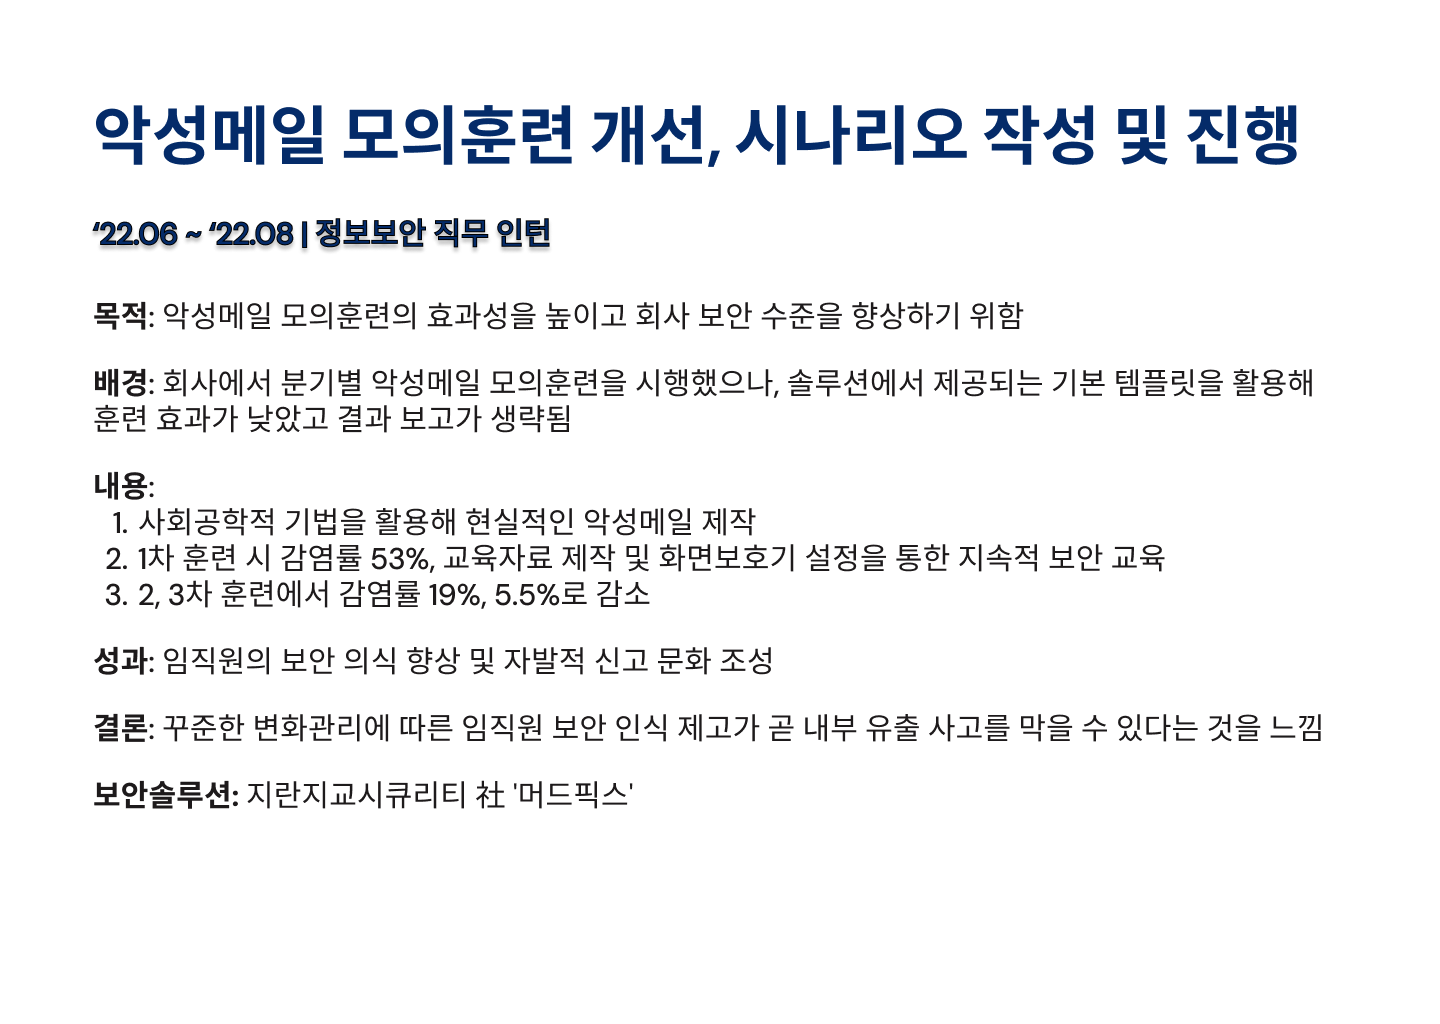 악성메일 모의훈련 개선, 시나리오 작성 및 진행
‘22.06 ~ ‘22.08 | 정보보안 직무 인턴
목적: 악성메일 모의훈련의 효과성을 높이고 회사 보안 수준을 향상하기 위함
배경: 회사에서 분기별 악성메일 모의훈련을 시행했으나, 솔루션에서 제공되는 기본 템플릿을 활용해
훈련 효과가 낮았고 결과 보고가 생략됨
내용:
1. 사회공학적 기법을 활용해 현실적인 악성메일 제작
2. 1차 훈련 시 감염률 53%, 교육자료 제작 및 화면보호기 설정을 통한 지속적 보안 교육
3. 2, 3차 훈련에서 감염률 19%, 5.5%로 감소
성과: 임직원의 보안 의식 향상 및 자발적 신고 문화 조성
결론: 꾸준한 변화관리에 따른 임직원 보안 인식 제고가 곧 내부 유출 사고를 막을 수 있다는 것을 느낌
보안솔루션: 지란지교시큐리티 社 '머드픽스'